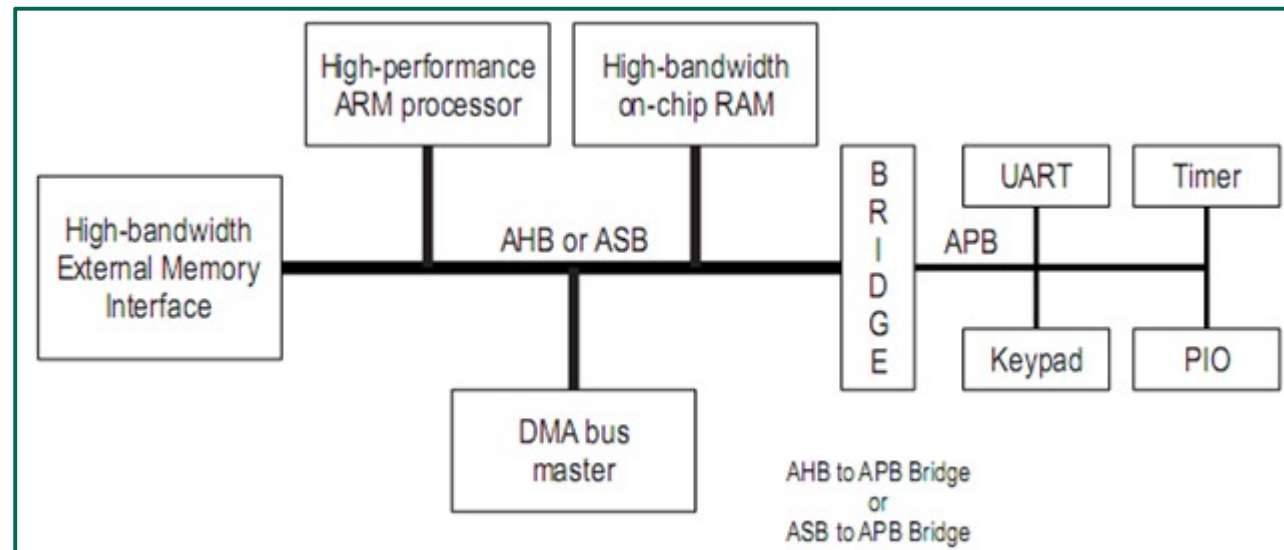 High-performance
ARM processor
High-bandwidth
on-chip RAM
High-bandwidth
External Memory
Interface
AHB or ASB
B
R
I
D
G
E
APB
UART
Timer
Keypad
PIO
DMA bus
master
AHB to APB Bridge
or
ASB to APB Bridge